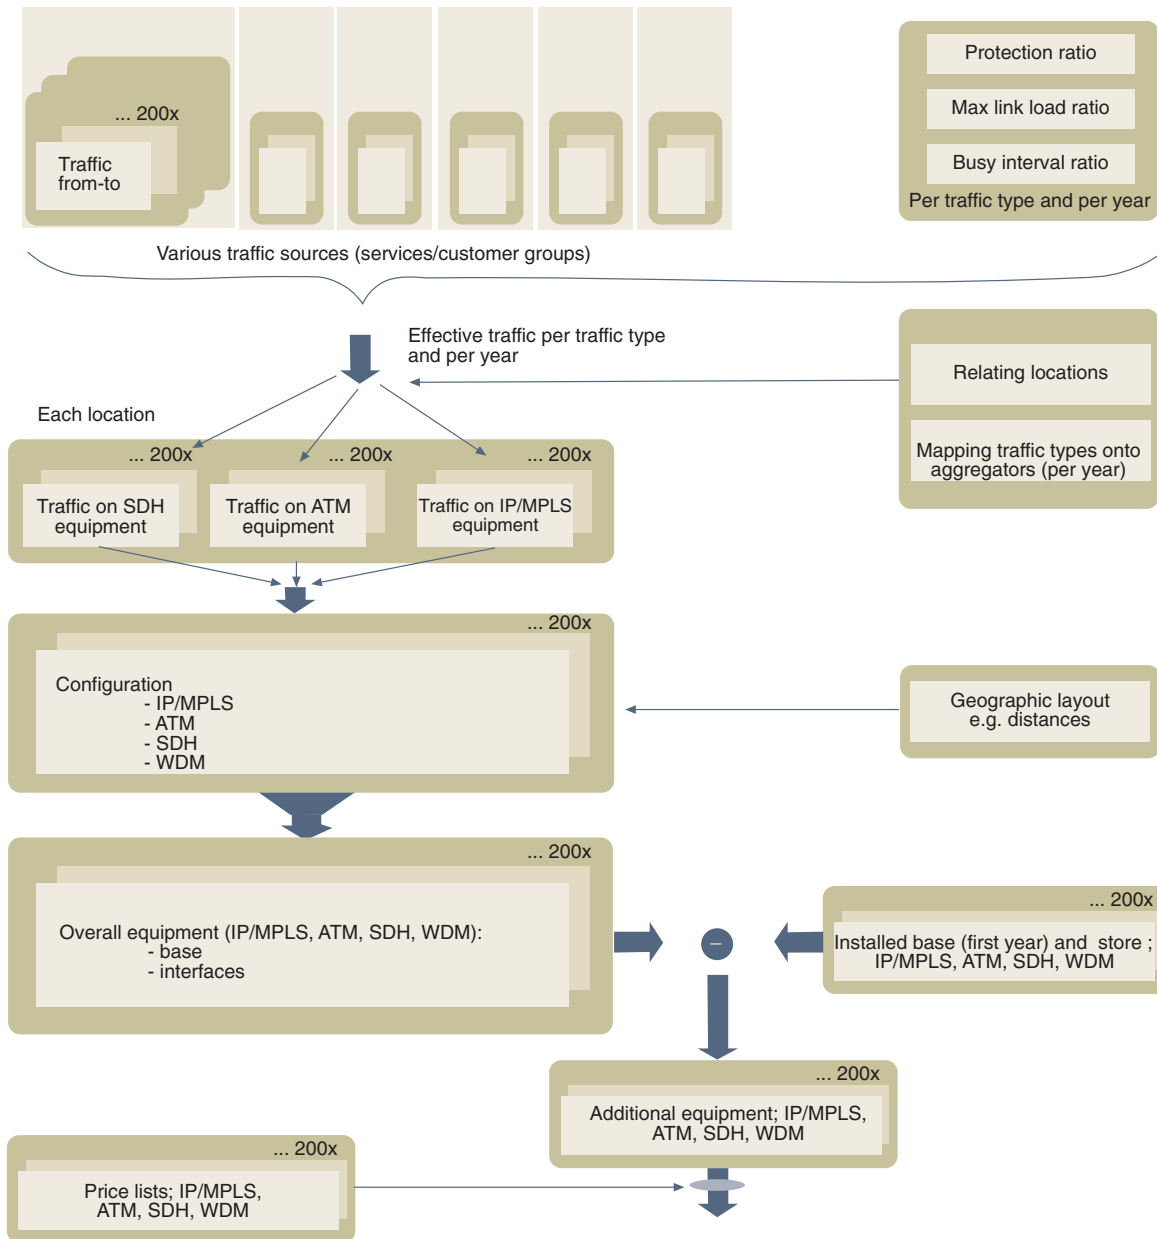 ... 200x
Traffic
from-to
Protection ratio
Max link load ratio
Busy interval ratio
Per traffic type and per year
Various traffic sources (services/customer groups)
Effective traffic per traffic type
and per year
Relating locations
Mapping traffic types onto
aggregators (per year)
Each location
... 200x
Traffic on SDH
equipment
... 200x
Traffic on ATM
equipment
... 200x
Traffic on IP/MPLS
equipment
... 200x
Configuration
- IP/MPLS
- ATM
- SDH
- WDM
Geographic layout
e.g. distances
... 200x
Overall equipment (IP/MPLS, ATM, SDH, WDM):
- base
- interfaces
–
... 200x
Installed base (first year) and store ;
IP/MPLS, ATM, SDH, WDM
... 200x
Additional equipment; IP/MPLS,
ATM, SDH, WDM
... 200x
Price lists; IP/MPLS,
ATM, SDH, WDM